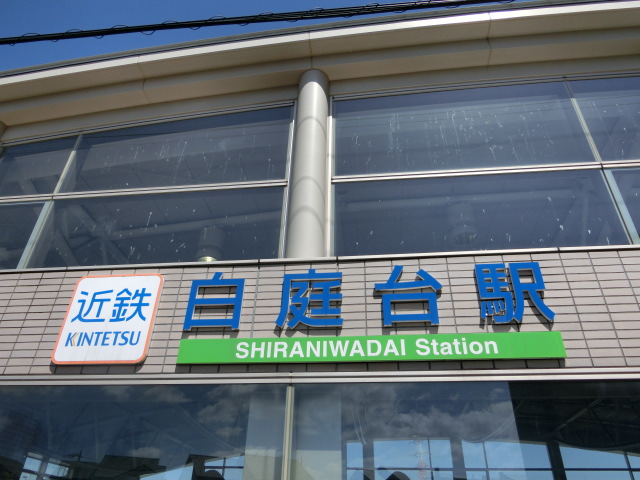 近鉄
KINTETSU
白庭台駅
SHIRANIWADAI Station